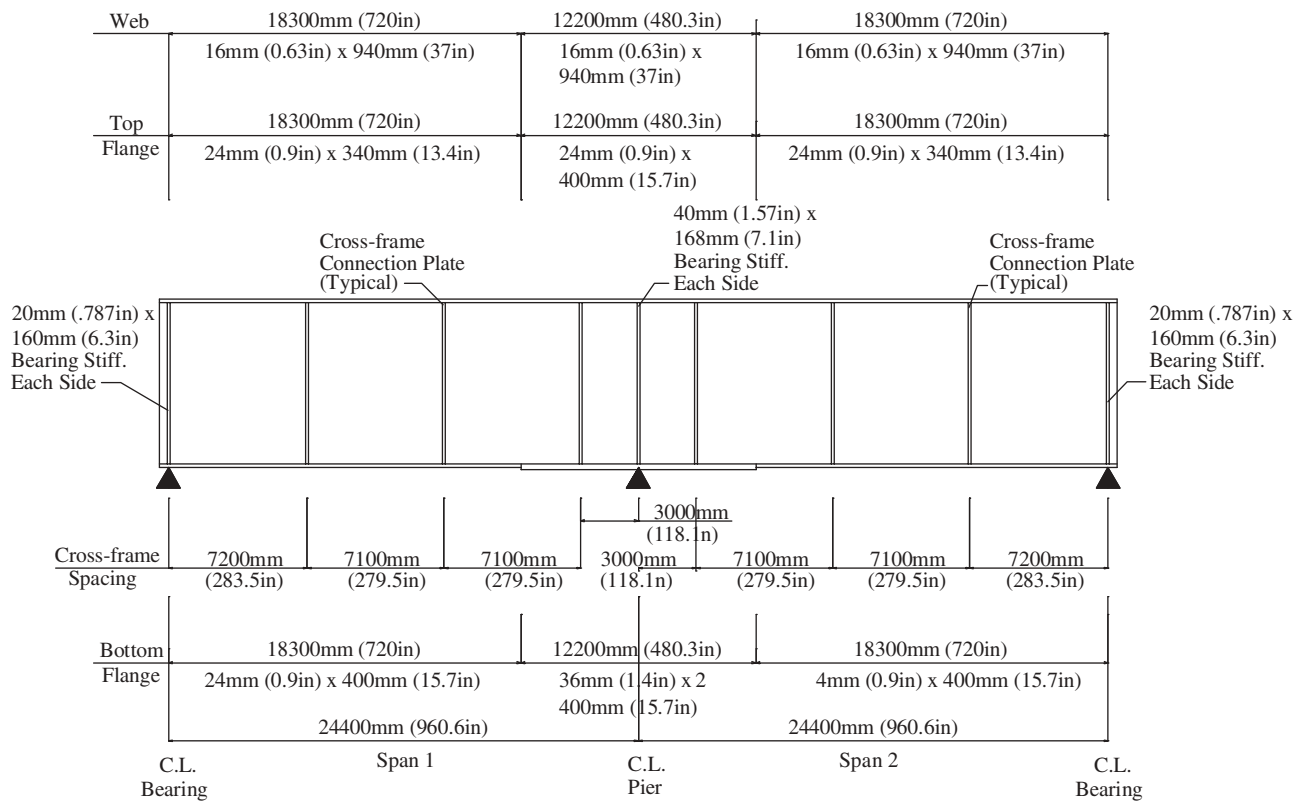 Web
18300mm (720in)
12200mm (480.3in)
18300mm (720in)
16mm (0.63in) x 940mm (37in)
16mm (0.63in) x
940mm (37in)
16mm (0.63in) x 940mm (37in)
Top
Flange
18300mm (720in)
12200mm (480.3in)
18300mm (720in)
24mm (0.9in) x 340mm (13.4in)
24mm (0.9in) x
400mm (15.7in)
24mm (0.9in) x 340mm (13.4in)
40mm (1.57in) x
168mm (7.1in)
Bearing Stiff.
Each Side
Cross-frame
Connection Plate
(Typical)
Cross-frame
Connection Plate
(Typical)
20mm (.787in) x
160mm (6.3in)
Bearing Stiff.
Each Side
20mm (.787in) x
160mm (6.3in)
Bearing Stiff.
Each Side
3000mm
(118.1n)
Cross-frame
Spacing
7200mm
(283.5in)
7100mm
(279.5in)
7100mm
(279.5in)
3000mm
(118.1n)
7100mm
(279.5in)
7100mm
(279.5in)
7200mm
(283.5in)
Bottom
Flange
18300mm (720in)
12200mm (480.3in)
18300mm (720in)
24mm (0.9in) x 400mm (15.7in)
36mm (1.4in) x 2
400mm (15.7in)
4mm (0.9in) x 400mm (15.7in)
24400mm (960.6in)
24400mm (960.6in)
C.L.
Bearing
Span 1
C.L.
Pier
Span 2
C.L.
Bearing